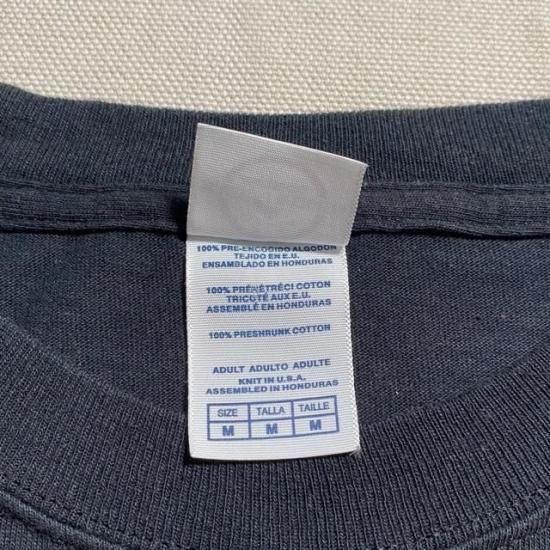 100% PRE-ENCOGIDO ALGODON
TEJIDO EN E.U.
ENSAMBLADO EN HONDURAS
100% PRÉRÉTRÉCI COTON
TRICOTÉ AUX E.U.
ASSEMBLÉ EN HONDURAS
100% PRESHRUNK COTTON
ADULT ADULTO ADULTE
KNIT IN U.S.A.
ASSEMBLED IN HONDURAS
SIZE TALLA TAILLE
M M M